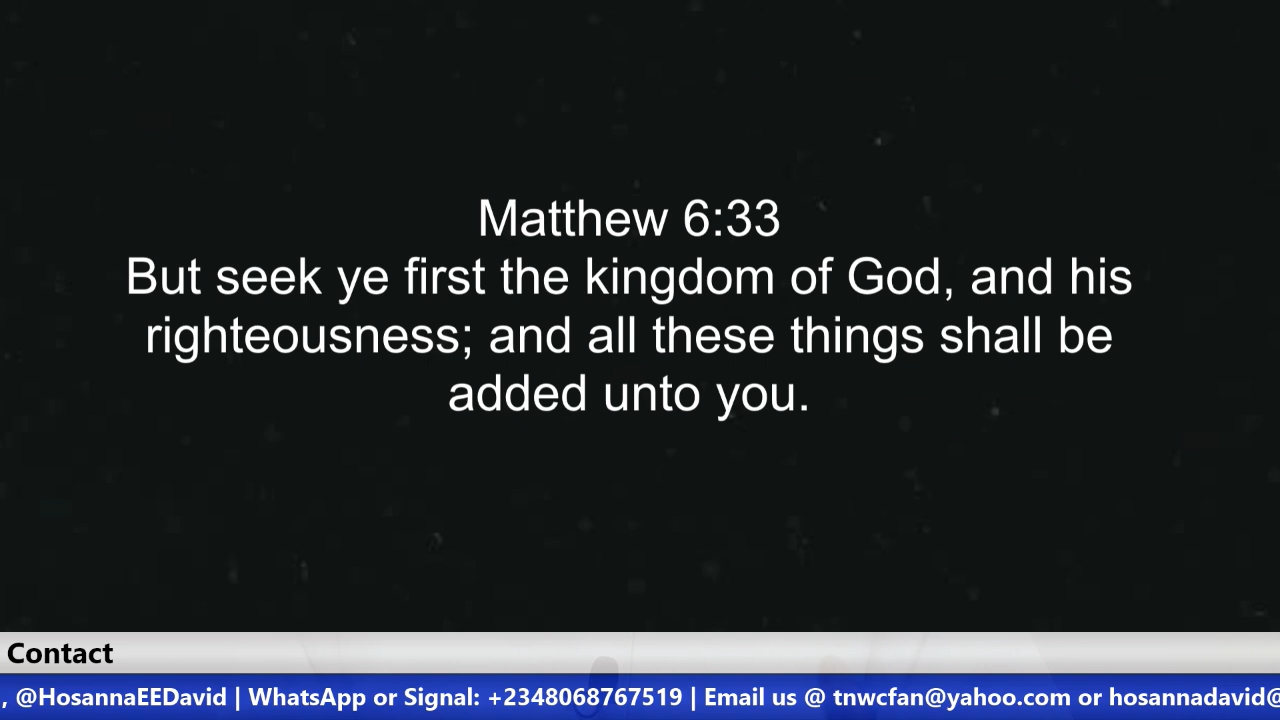 Matthew 6:33
But seek ye first the kingdom of God, and his
righteousness; and all these things shall be
added unto you.
Contact
, @HosannaEEDavid | WhatsApp or Signal: +2348068767519 | Email us @ tnwcfan@yahoo.com or hosannadavid@